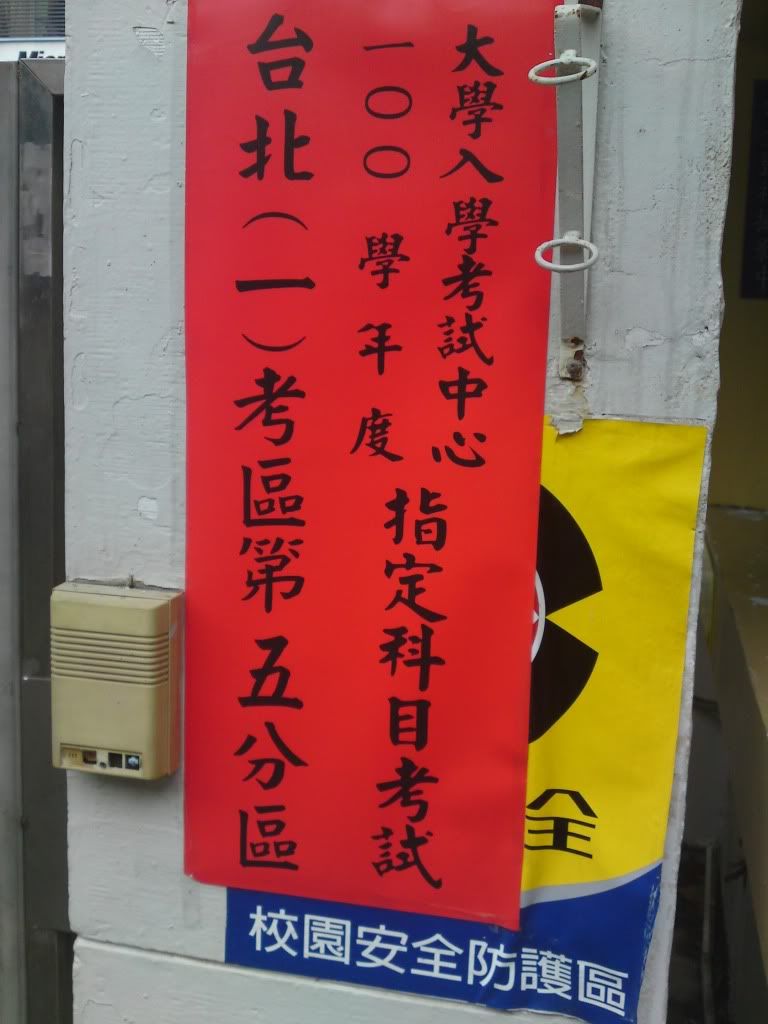 大學入學考試中心
一〇〇學年度
指定科目考試
台北(一)考區第五分區
全
校園安全防護區